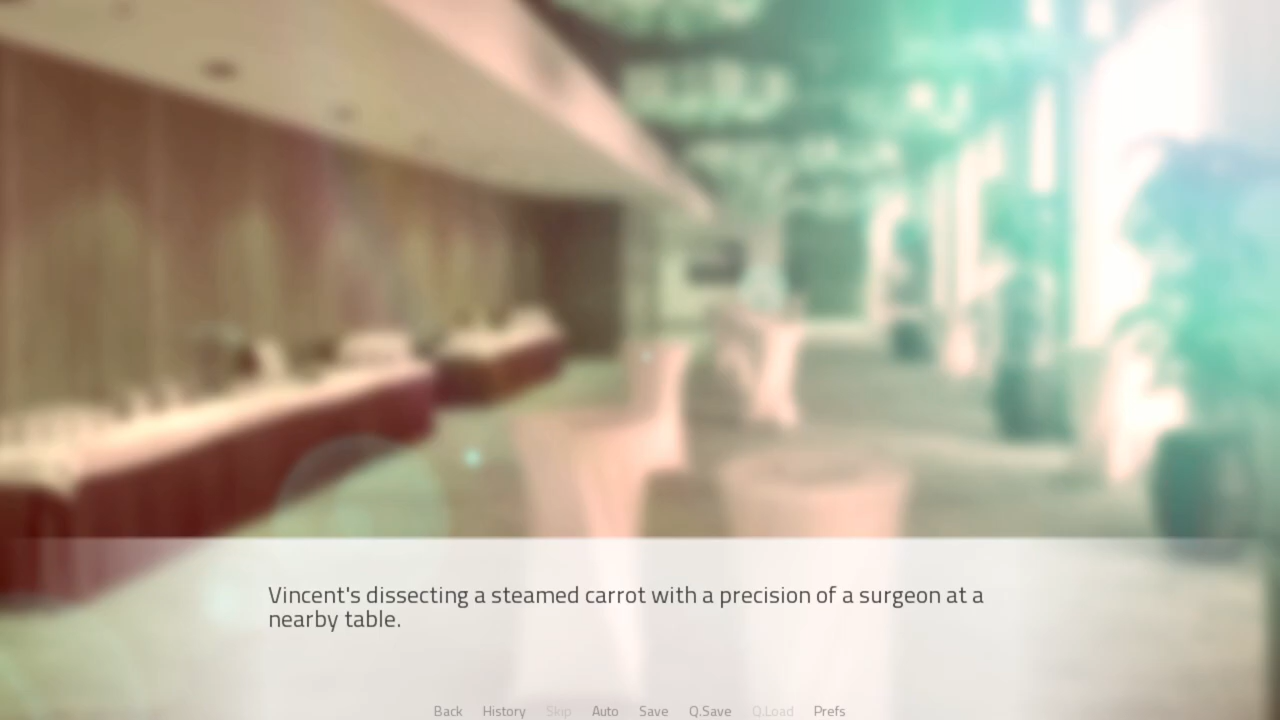 Vincent's dissecting a steamed carrot with a precision of a surgeon at a
nearby table.
Back History Skip Auto Save Q.Save Q.Load Prefs